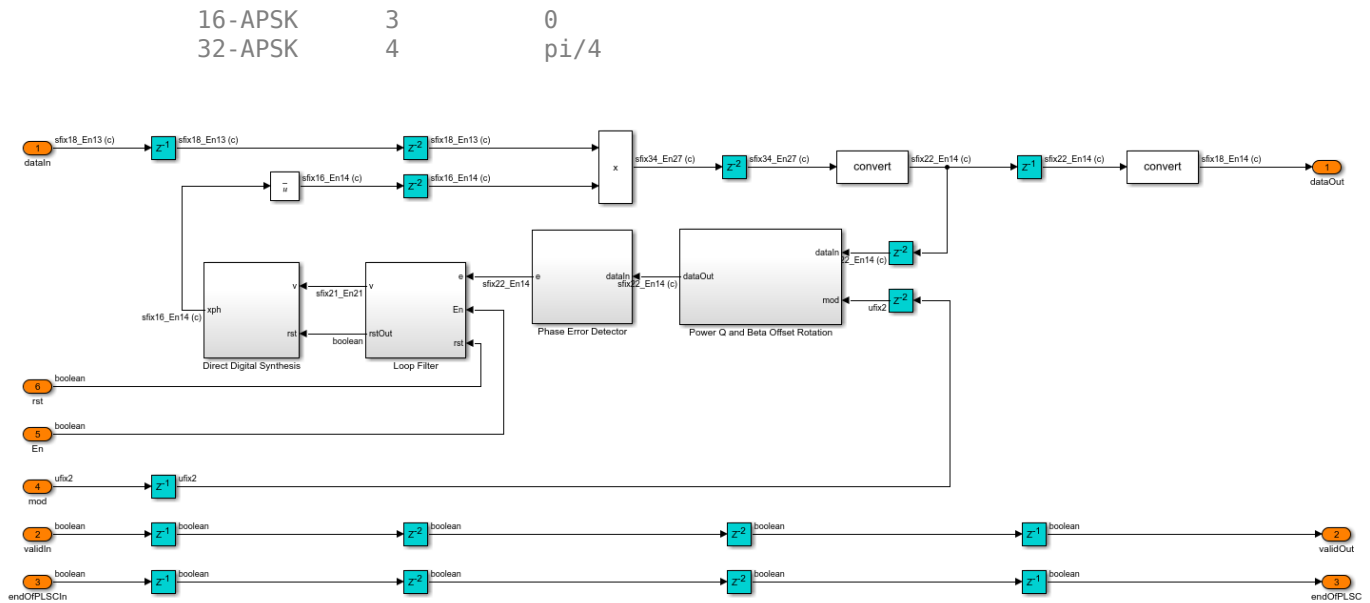 16-APSK 3 0
32-APSK 4 pi/4
1 sfix18_En13 (c) z-1 sfix18_En13 (c) z-2 sfix18_En13 (c)
dataIn
sfix16_En14 (c) z-2 sfix16_En14 (c)
x sfix34_En27 (c) z-2 sfix34_En27 (c) convert sfix22_En14 (c) z-1 sfix22_En14 (c) convert sfix18_En14 (c) 1
dataOut
dataIn z-2
22_En14 (c)
mod z-2
ufix2
dataOut
Power Q and Beta Offset Rotation
e dataIn
sfix22_En14 (c)
Phase Error Detector
e sfix22_En14
v En
rstOut rst
Loop Filter
sfix21_En21
boolean
v
xph
rst
sfix16_En14 (c)
Direct Digital Synthesis
6 boolean
rst
5 boolean
En
4 ufix2 z-1 ufix2
mod
2 boolean z-1 boolean z-2 boolean z-2 boolean z-1 boolean 2
validIn validOut
3 boolean z-1 boolean z-2 boolean z-2 boolean z-1 boolean 3
endOfPLSCIn endOfPLSC